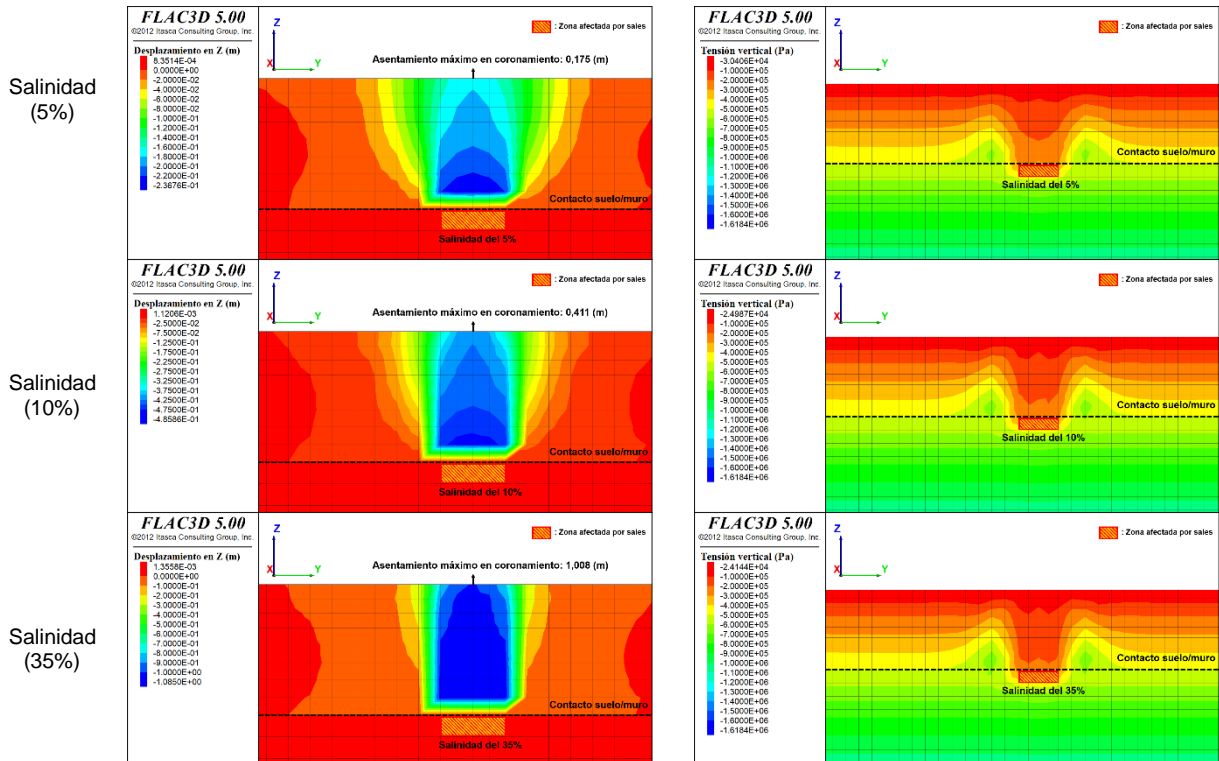 Salinidad
(5%)
FLAC3D 5.00
©2012 Itasca Consulting Group, Inc.
Desplazamiento en Z (m)
8.3514E-04
0.0000E+00
-2.0000E-02
-4.0000E-02
-6.0000E-02
-8.0000E-02
-1.0000E-01
-1.2000E-01
-1.4000E-01
-1.6000E-01
-1.8000E-01
-2.0000E-01
-2.2000E-01
-2.3676E-01
Z
X
Y
: Zona afectada por sales
Asentamiento máximo en coronamiento: 0,175 (m)
Contacto suelo/muro
Salinidad del 5%
FLAC3D 5.00
©2012 Itasca Consulting Group, Inc.
Tensión vertical (Pa)
-3.0406E+04
-1.0000E+05
-2.0000E+05
-3.0000E+05
-4.0000E+05
-5.0000E+05
-6.0000E+05
-7.0000E+05
-8.0000E+05
-9.0000E+05
-1.0000E+06
-1.1000E+06
-1.2000E+06
-1.3000E+06
-1.4000E+06
-1.5000E+06
-1.6000E+06
-1.6184E+06
Z
X
Y
: Zona afectada por sales
Contacto suelo/muro
Salinidad del 5%
Salinidad
(10%)
FLAC3D 5.00
©2012 Itasca Consulting Group, Inc.
Desplazamiento en Z (m)
1.1206E-03
-2.5000E-02
-7.5000E-02
-1.2500E-01
-1.7500E-01
-2.2500E-01
-2.7500E-01
-3.2500E-01
-3.7500E-01
-4.2500E-01
-4.7500E-01
-4.8586E-01
Z
X
Y
: Zona afectada por sales
Asentamiento máximo en coronamiento: 0,411 (m)
Contacto suelo/muro
Salinidad del 10%
FLAC3D 5.00
©2012 Itasca Consulting Group, Inc.
Tensión vertical (Pa)
-2.4987E+04
-1.0000E+05
-2.0000E+05
-3.0000E+05
-4.0000E+05
-5.0000E+05
-6.0000E+05
-7.0000E+05
-8.0000E+05
-9.0000E+05
-1.0000E+06
-1.1000E+06
-1.2000E+06
-1.3000E+06
-1.4000E+06
-1.5000E+06
-1.6000E+06
-1.6184E+06
Z
X
Y
: Zona afectada por sales
Contacto suelo/muro
Salinidad del 10%
Salinidad
(35%)
FLAC3D 5.00
©2012 Itasca Consulting Group, Inc.
Desplazamiento en Z (m)
1.3558E-03
0.0000E+00
-1.0000E-01
-2.0000E-01
-3.0000E-01
-4.0000E-01
-5.0000E-01
-6.0000E-01
-7.0000E-01
-8.0000E-01
-9.0000E-01
-1.0000E+00
-1.0850E+00
Z
X
Y
: Zona afectada por sales
Asentamiento máximo en coronamiento: 1,008 (m)
Contacto suelo/muro
Salinidad del 35%
FLAC3D 5.00
©2012 Itasca Consulting Group, Inc.
Tensión vertical (Pa)
-2.4144E+04
-1.0000E+05
-2.0000E+05
-3.0000E+05
-4.0000E+05
-5.0000E+05
-6.0000E+05
-7.0000E+05
-8.0000E+05
-9.0000E+05
-1.0000E+06
-1.1000E+06
-1.2000E+06
-1.3000E+06
-1.4000E+06
-1.5000E+06
-1.6000E+06
-1.6184E+06
Z
X
Y
: Zona afectada por sales
Contacto suelo/muro
Salinidad del 35%